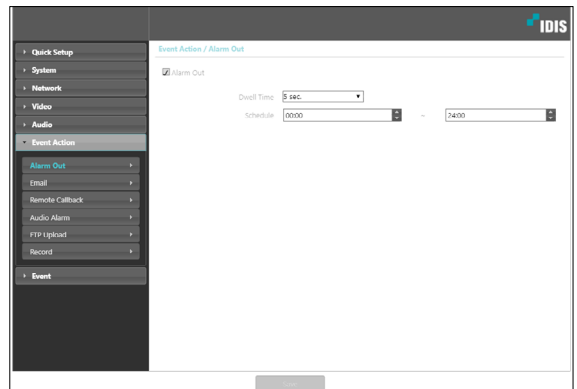 IDIS
Quick Setup
System
Network
Video
Audio
Event Action
Alarm Out
Email
Remote Callback
Audio Alarm
FTP Upload
Record
Event
Event Action / Alarm Out
Alarm Out
Dwell Time 5 sec.
Schedule 00:00 ~ 24:00